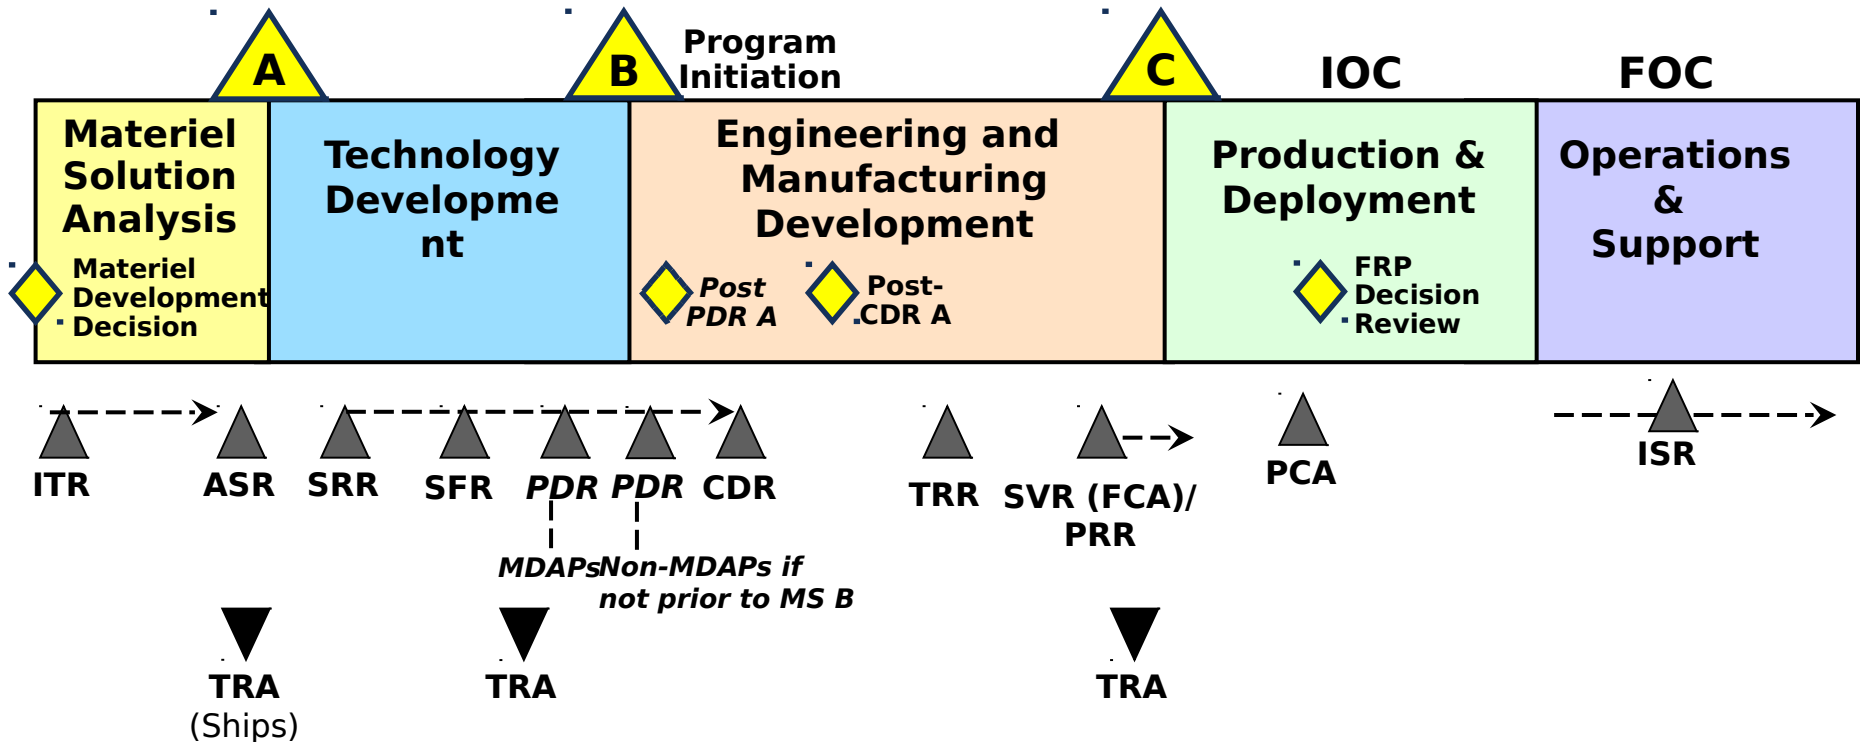 A
B
Program
Initiation
C
IOC
FOC
Materiel
Solution
Analysis
Technology
Developme
nt
Engineering and
Manufacturing
Development
Production &
Deployment
Operations
&
Support
Materiel
Development
Decision
Post
PDR A
Post-
CDR A
FRP
Decision
Review
ITR
ASR
SRR
SFR
PDR
PDR
CDR
TRR
SVR (FCA)/
PRR
PCA
ISR
MDAPs
Non-MDAPs if
not prior to MS B
TRA
(Ships)
TRA
TRA